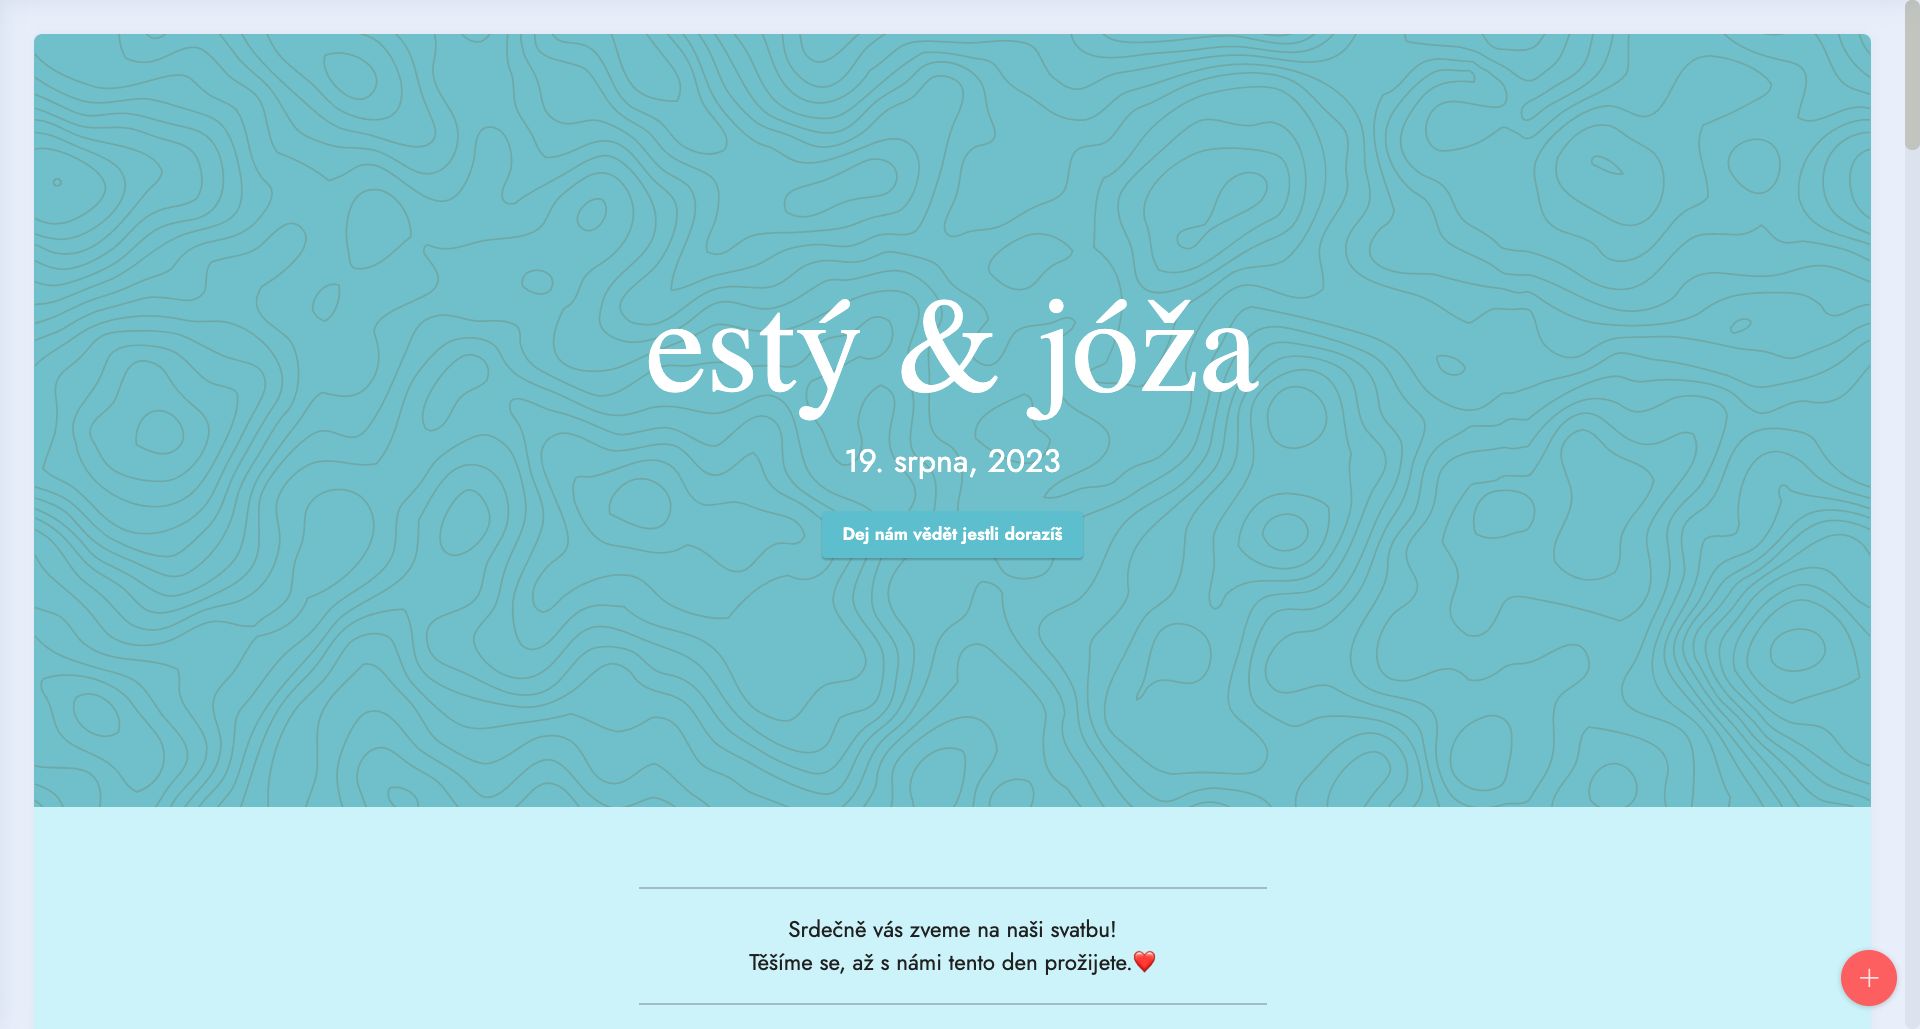 estý & jóža
19. srpna, 2023
Dej nám vědět jestli dorazíš
Srdečně vás zveme na naši svatbu!
Těšíme se, až s námi tento den prožijete.❤️